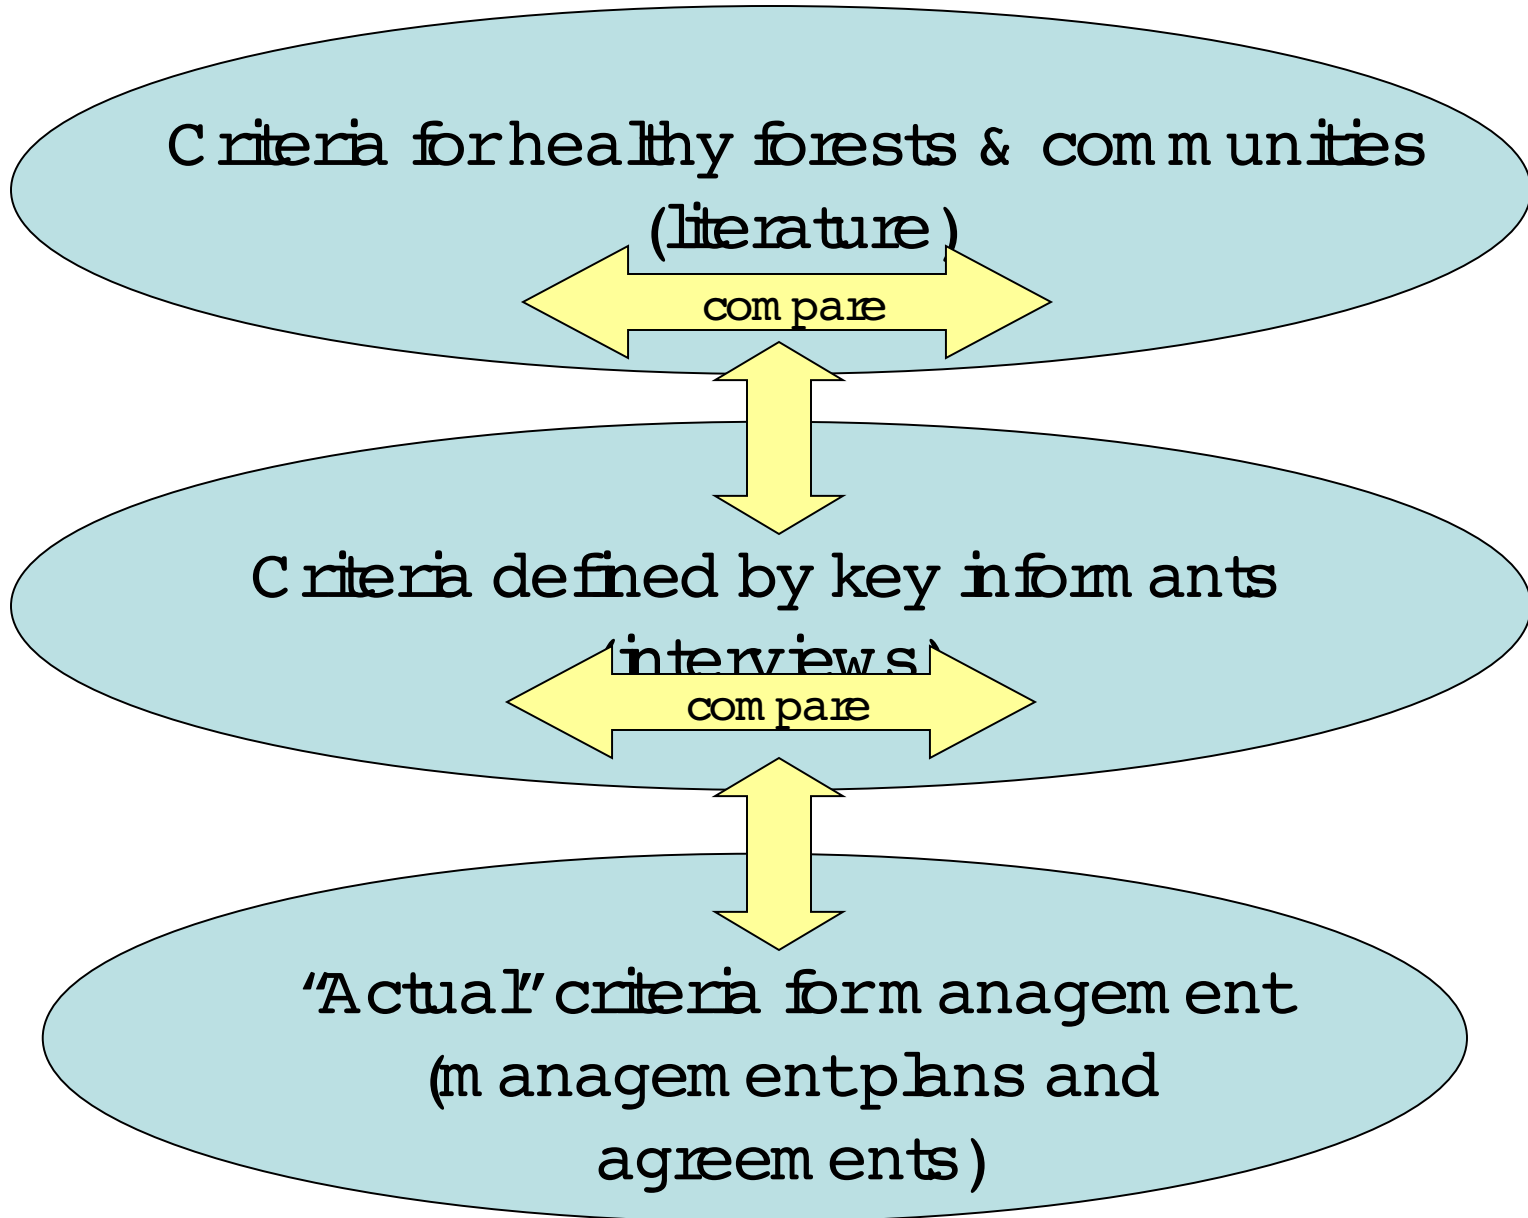 Criteria for healthy forests & communities
(literature)
compare
Criteria defined by key informants
(interviews)
compare
“Actual” criteria for management
(management plans and
agreements)